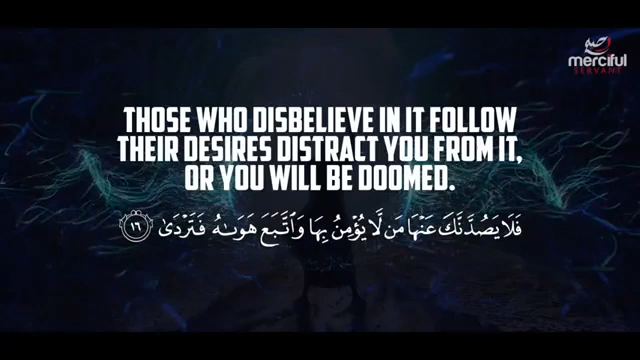 رحيم
merciful
SERVANT
THOSE WHO DISBELIEVE IN IT FOLLOW
THEIR DESIRES DISTRACT YOU FROM IT,
OR YOU WILL BE DOOMED.
فَلَا يَصُدَّنَّكَ عَنْهَا مَن لَّا يُؤْمِنُ بِهَا وَٱتَّبَعَ هَوَىٰهُ فَتَرْدَىٰ ١٦